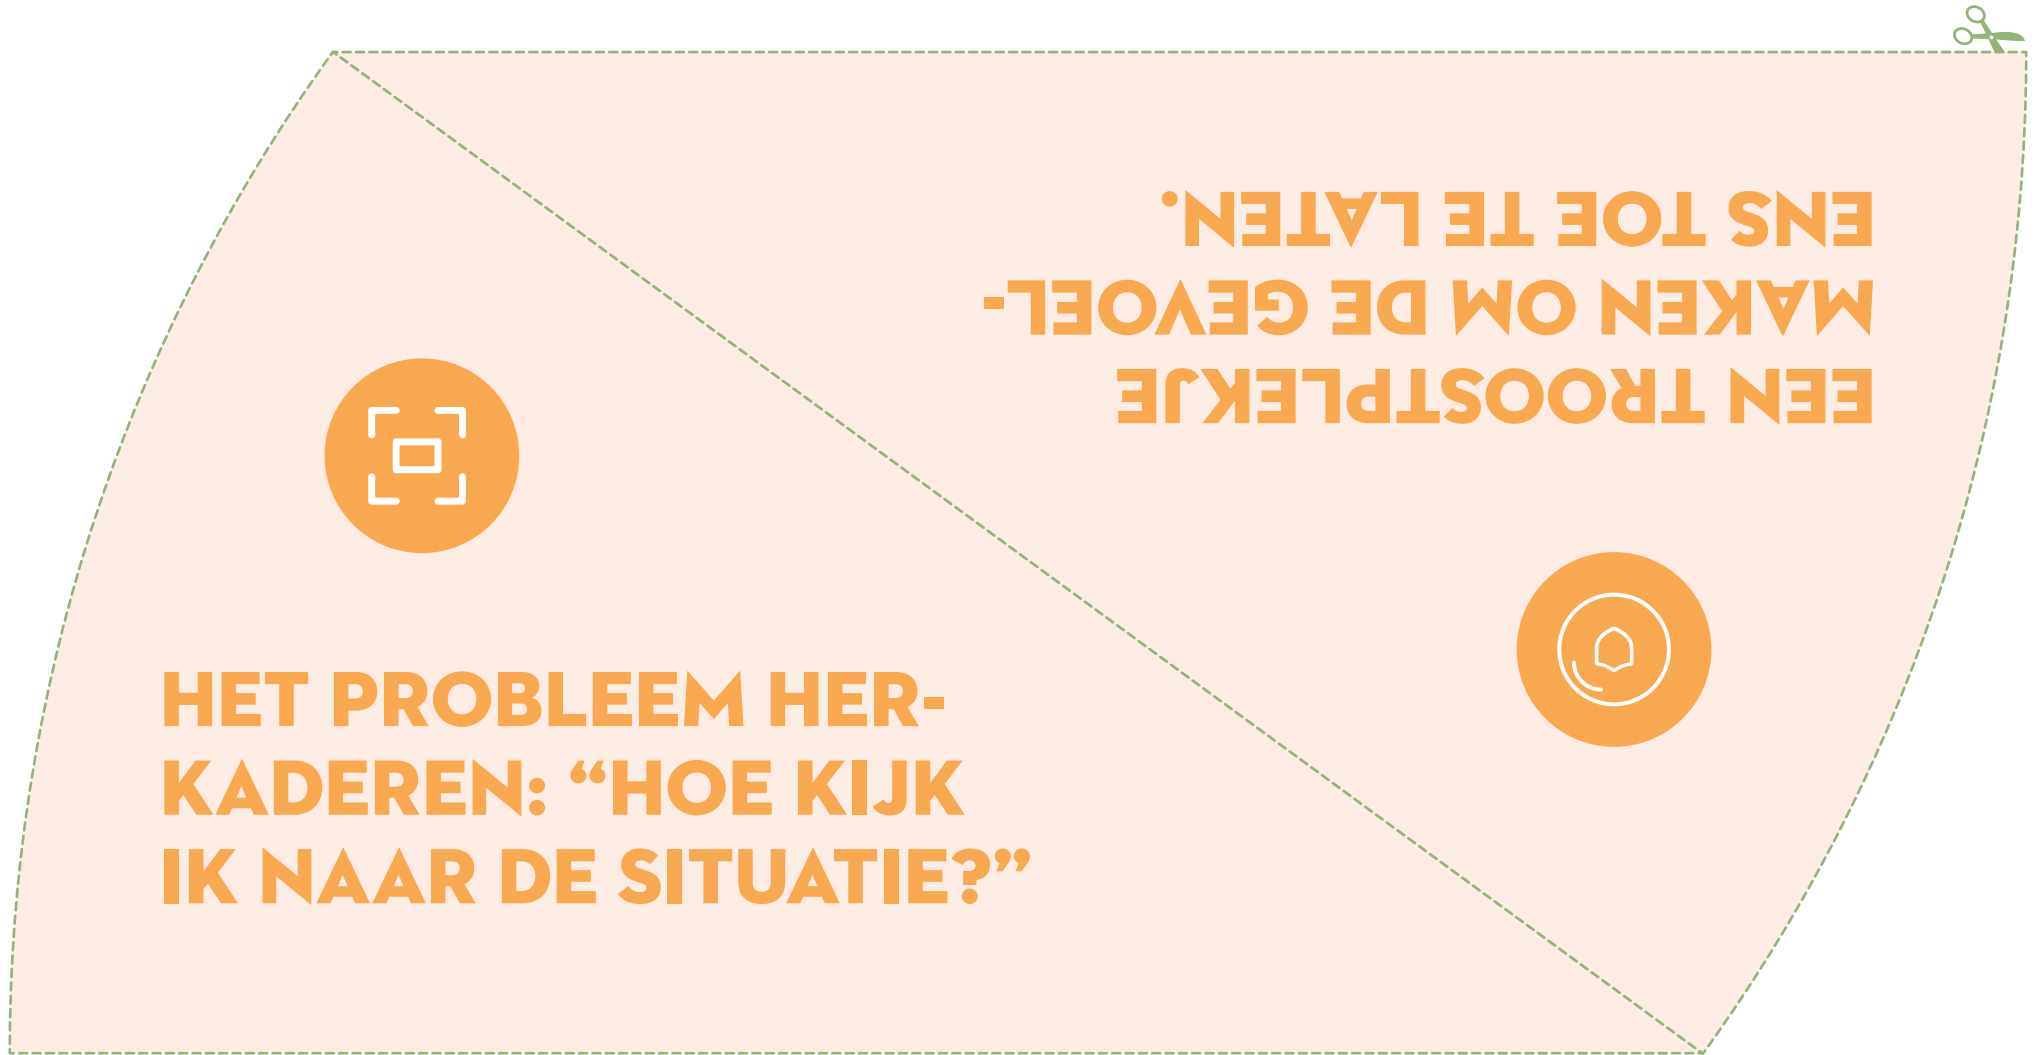 HET PROBLEEM HER-
KADEREN: “HOE KIJK
IK NAAR DE SITUATIE?”
EEN TROOSTPLEKJE
MAKEN OM DE GEVOEL-
ENS TOE TE LATEN.